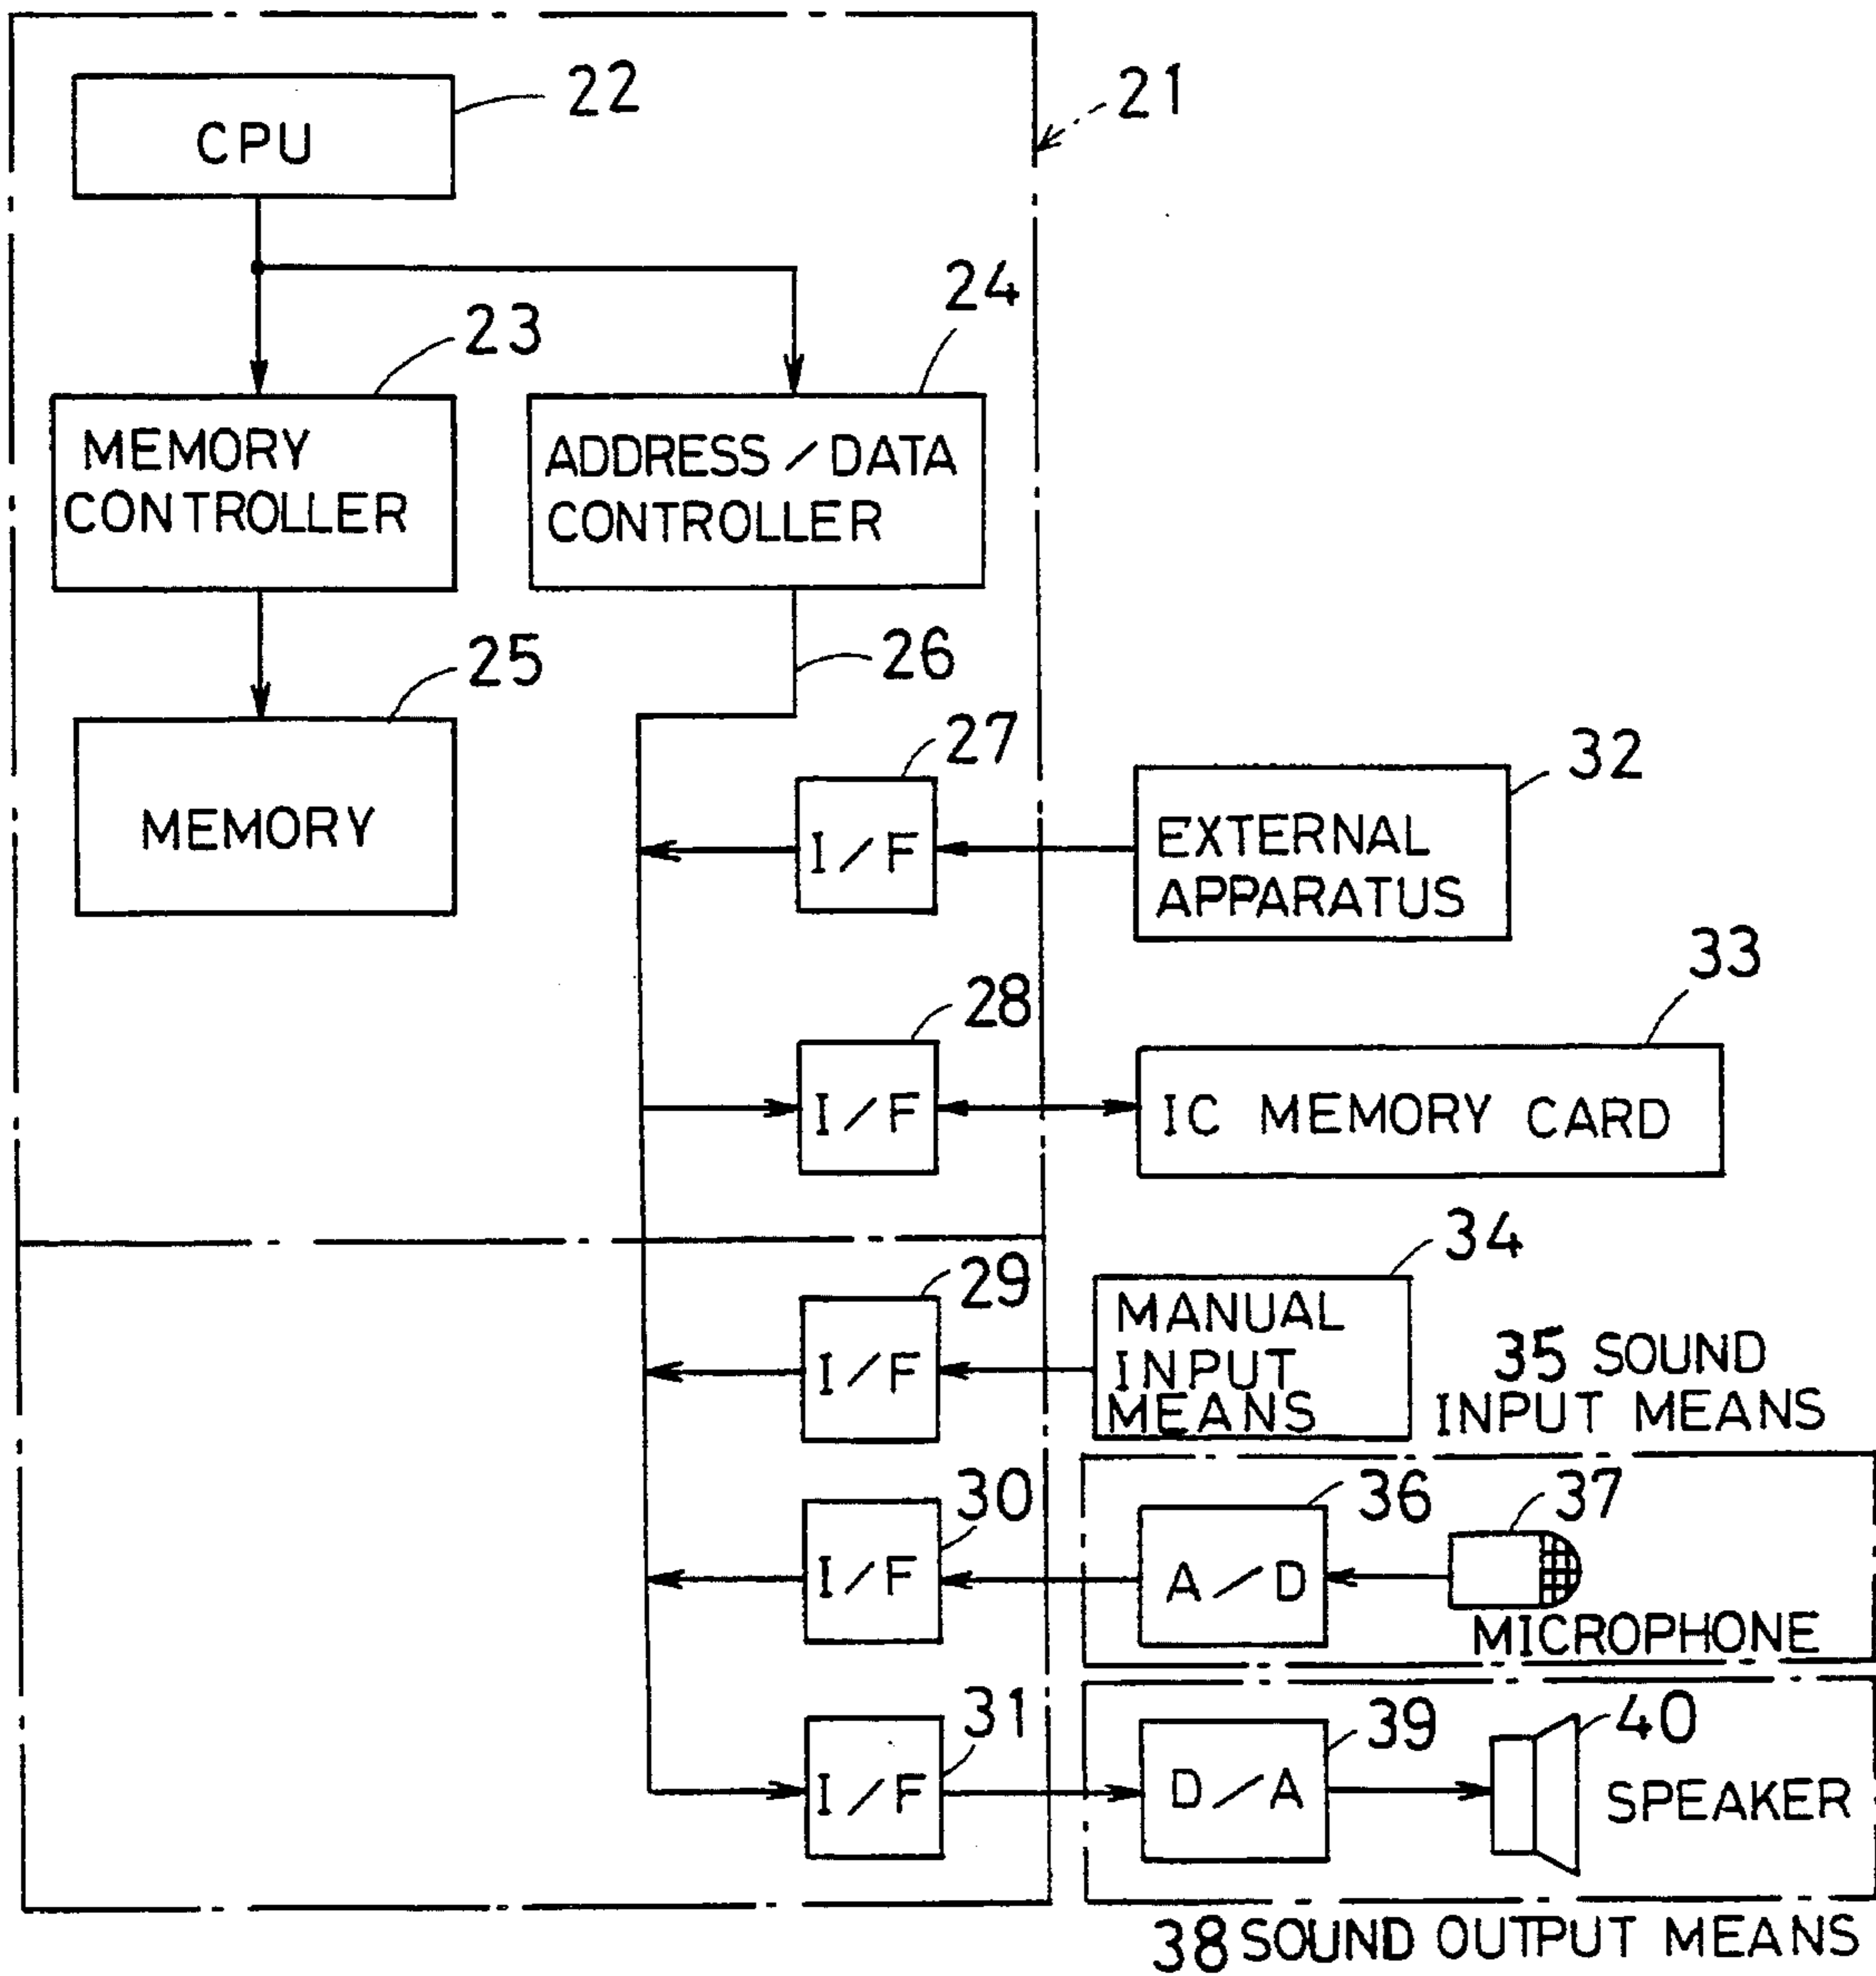 22
CPU
21
24
23
MEMORY
CONTROLLER
ADDRESS / DATA
CONTROLLER
25
26
MEMORY
27
I/F
32
EXTERNAL
APPARATUS
28
I/F
33
IC MEMORY CARD
29
I/F
34
MANUAL
INPUT
MEANS
35 SOUND
INPUT MEANS
30
I/F
36
A/D
37
MICROPHONE
31
I/F
39
D/A
40
SPEAKER
38 SOUND OUTPUT MEANS